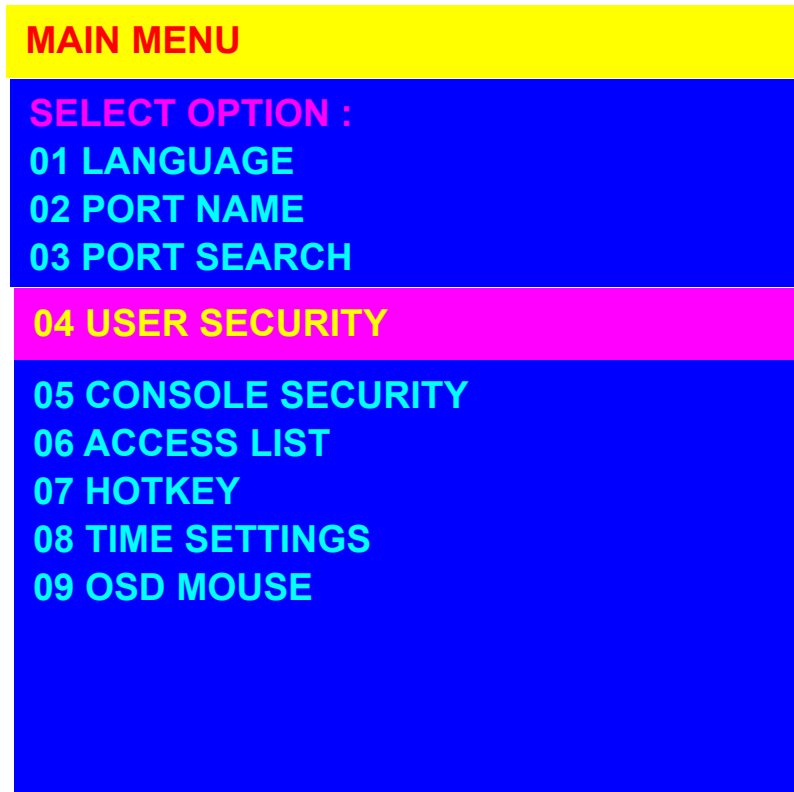 MAIN MENU
SELECT OPTION :
01 LANGUAGE
02 PORT NAME
03 PORT SEARCH
04 USER SECURITY
05 CONSOLE SECURITY
06 ACCESS LIST
07 HOTKEY
08 TIME SETTINGS
09 OSD MOUSE